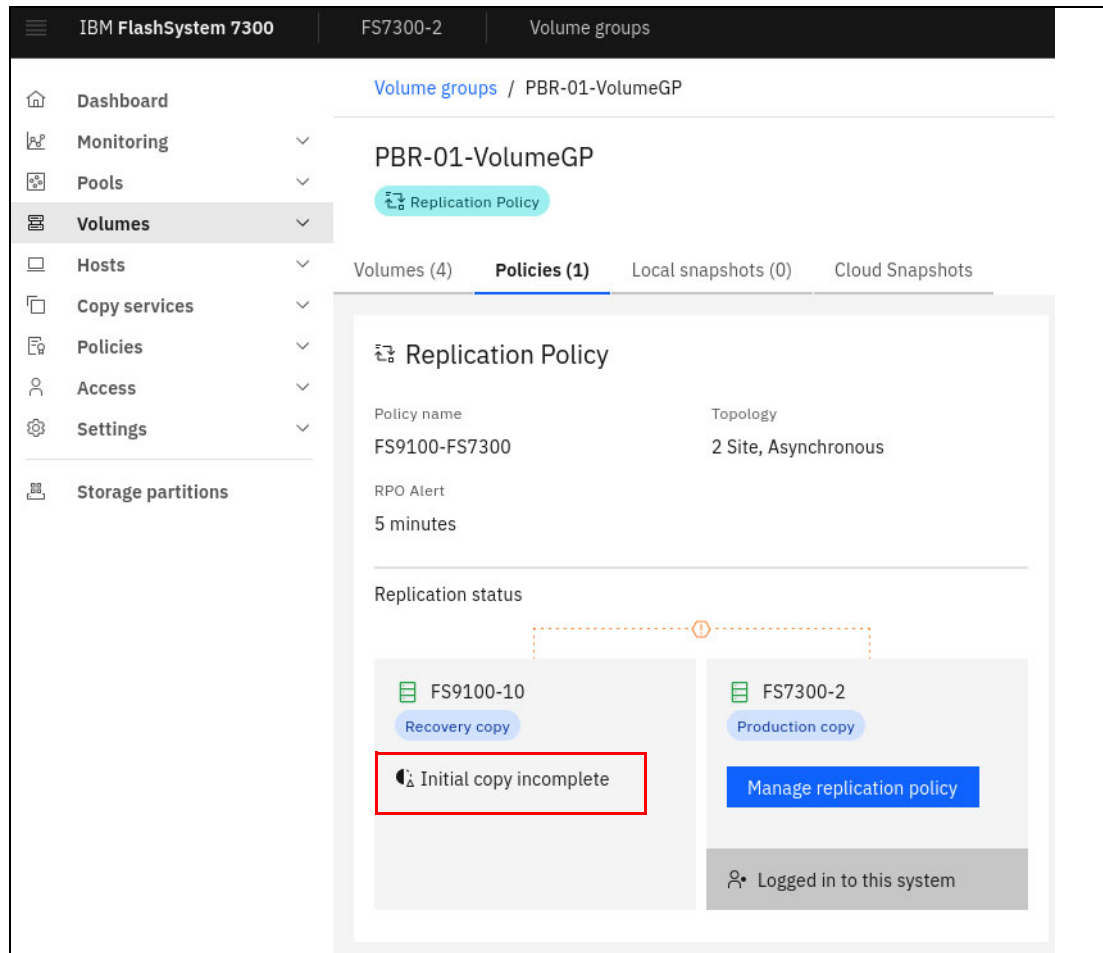 IBM FlashSystem 7300 FS7300-2 Volume groups
Volume groups / PBR-01-VolumeGP
Dashboard
Monitoring
Pools
Volumes
Hosts
Copy services
Policies
Access
Settings
Storage partitions
PBR-01-VolumeGP
Replication Policy
Volumes (4) Policies (1) Local snapshots (0) Cloud Snapshots
Replication Policy
Policy name Topology
FS9100-FS7300 2 Site, Asynchronous
RPO Alert
5 minutes
Replication status
FS9100-10
Recovery copy
Initial copy incomplete
FS7300-2
Production copy
Manage replication policy
Logged in to this system